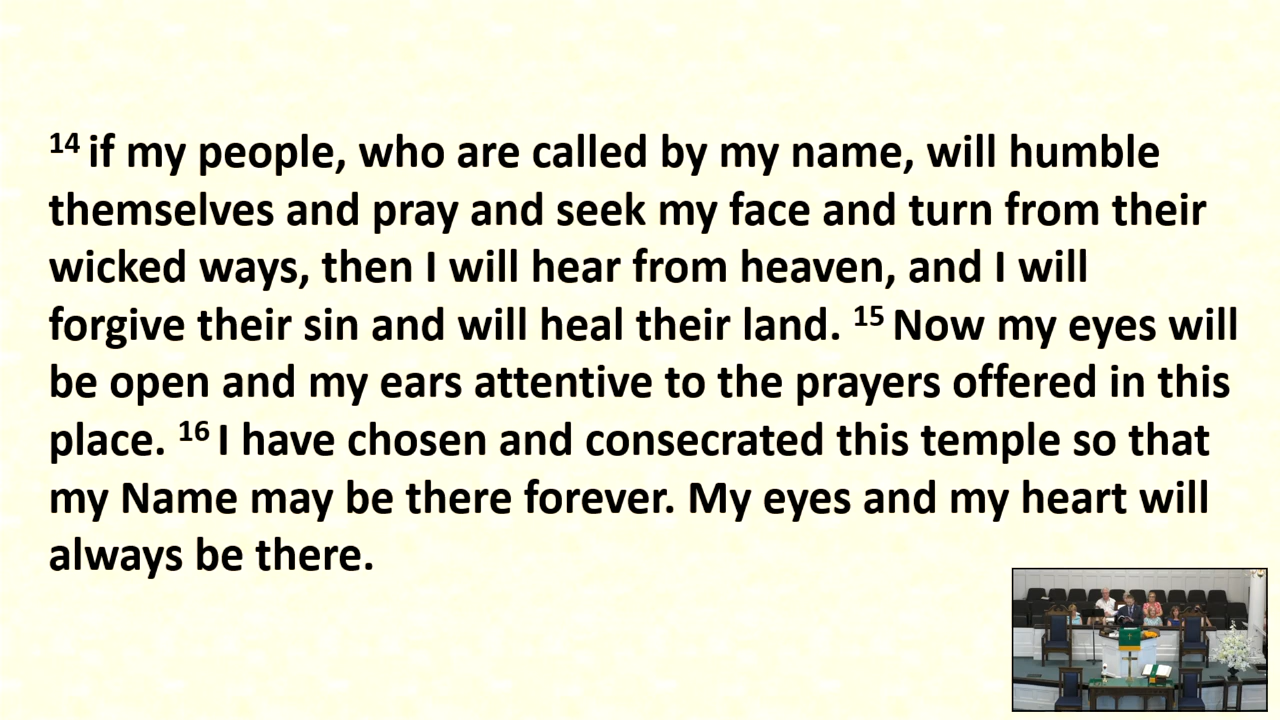 14 if my people, who are called by my name, will humble
themselves and pray and seek my face and turn from their
wicked ways, then I will hear from heaven, and I will
forgive their sin and will heal their land. 15 Now my eyes will
be open and my ears attentive to the prayers offered in this
place. 16 I have chosen and consecrated this temple so that
my Name may be there forever. My eyes and my heart will
always be there.